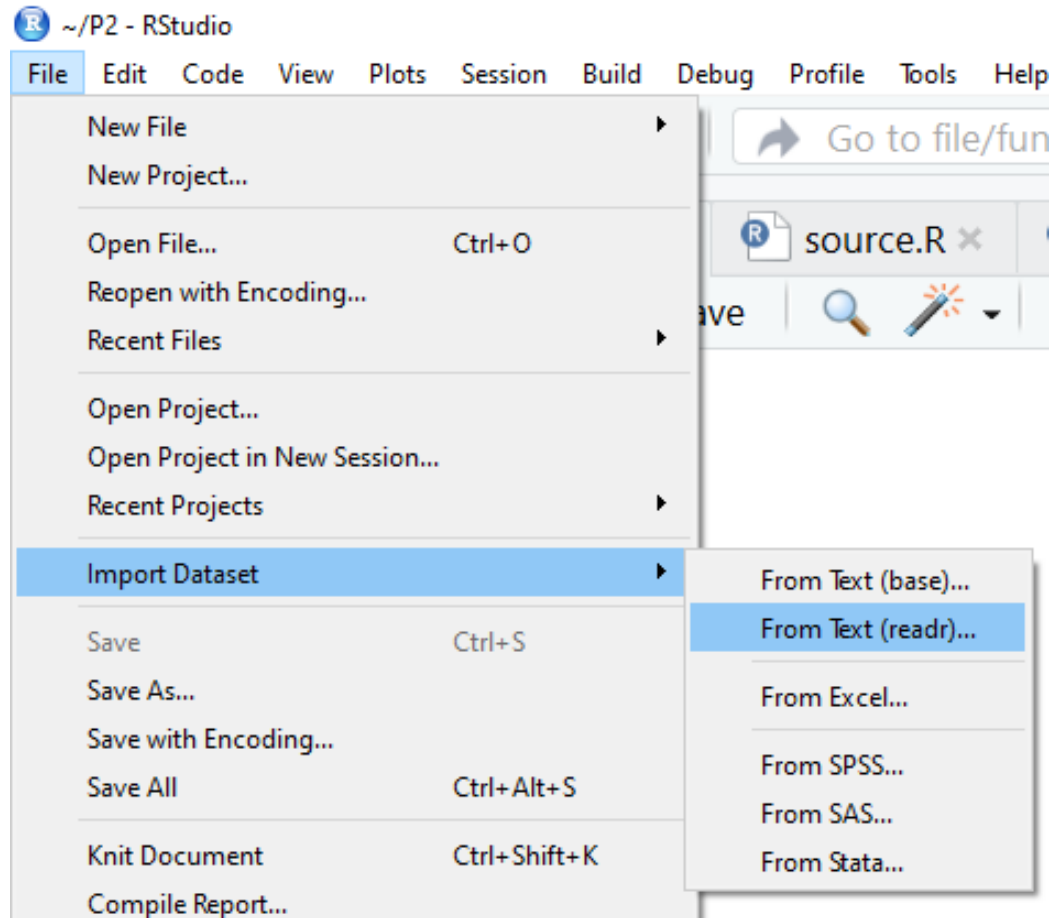 R ~/P2 - RStudio
File Edit Code View Plots Session Build Debug Profile Tools Help
New File
Go to file/fun
New Project...
Open File... Ctrl+O
R source.R
Reopen with Encoding...
ave
Recent Files
Open Project...
Open Project in New Session...
Recent Projects
Import Dataset
From Text (base)...
From Text (readr)...
From Excel...
From SPSS...
From SAS...
From Stata...
Save Ctrl+S
Save As...
Save with Encoding...
Save All Ctrl+Alt+S
Knit Document Ctrl+Shift+K
Compile Report...